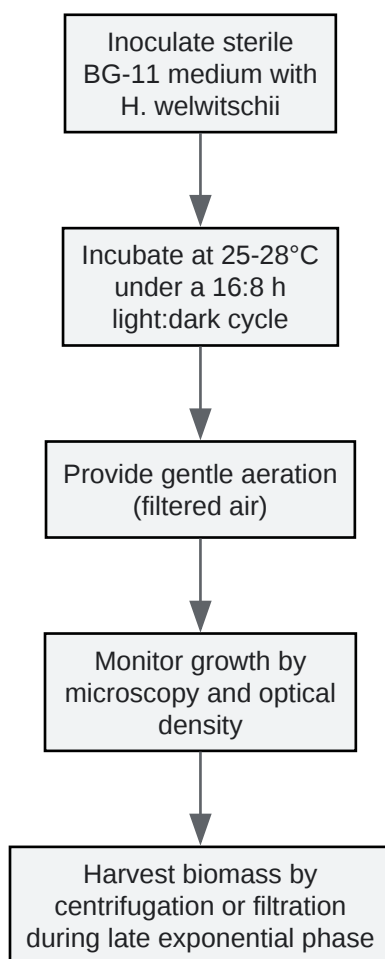 Inoculate sterile
BG-11 medium with
H. welwitschii
Incubate at 25-28°C
under a 16:8 h
light:dark cycle
Provide gentle aeration
(filtered air)
Monitor growth by
microscopy and optical
density
Harvest biomass by
centrifugation or filtration
during late exponential phase